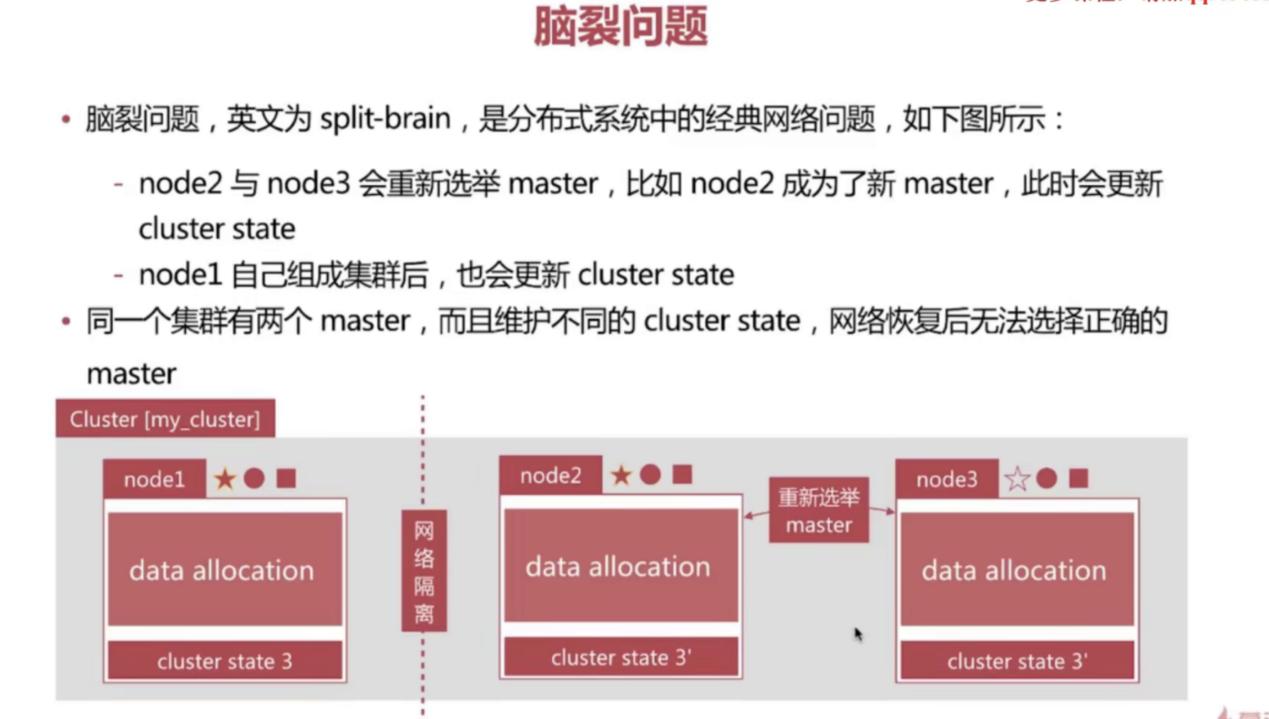 脑裂问题
• 脑裂问题，英文为 split-brain，是分布式系统中的经典网络问题，如下图所示：
- node2 与 node3 会重新选举 master，比如 node2 成为了新 master，此时会更新
cluster state
- node1 自己组成集群后，也会更新 cluster state
• 同一个集群有两个 master，而且维护不同的 cluster state，网络恢复后无法选择正确的
master
Cluster [my_cluster]
node1
data allocation
cluster state 3
网络隔离
node2
data allocation
cluster state 3'
重新选举
master
node3
data allocation
cluster state 3'